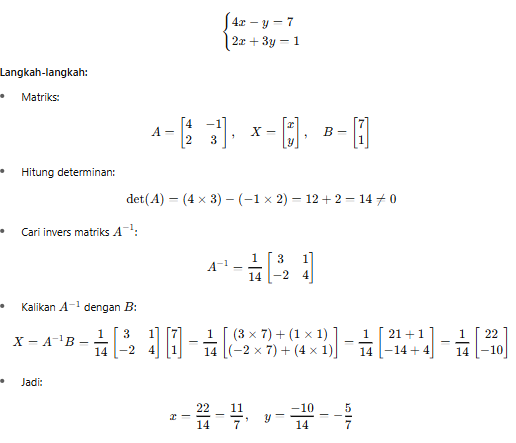 {4x − y = 7
2x + 3y = 1
Langkah-langkah:
• Matriks:
A = [4 −1; 2 3], X = [x; y], B = [7; 1]
• Hitung determinan:
det(A) = (4 × 3) − (−1 × 2) = 12 + 2 = 14 ≠ 0
• Cari invers matriks A⁻¹:
A⁻¹ = 1/14 [3 1; −2 4]
• Kalikan A⁻¹ dengan B:
X = A⁻¹B = 1/14 [3 1; −2 4] [7; 1] = 1/14 [(3 × 7) + (1 × 1); (−2 × 7) + (4 × 1)] = 1/14 [21 + 1; −14 + 4] = 1/14 [22; −10]
• Jadi:
x = 22/14 = 11/7, y = −10/14 = −5/7